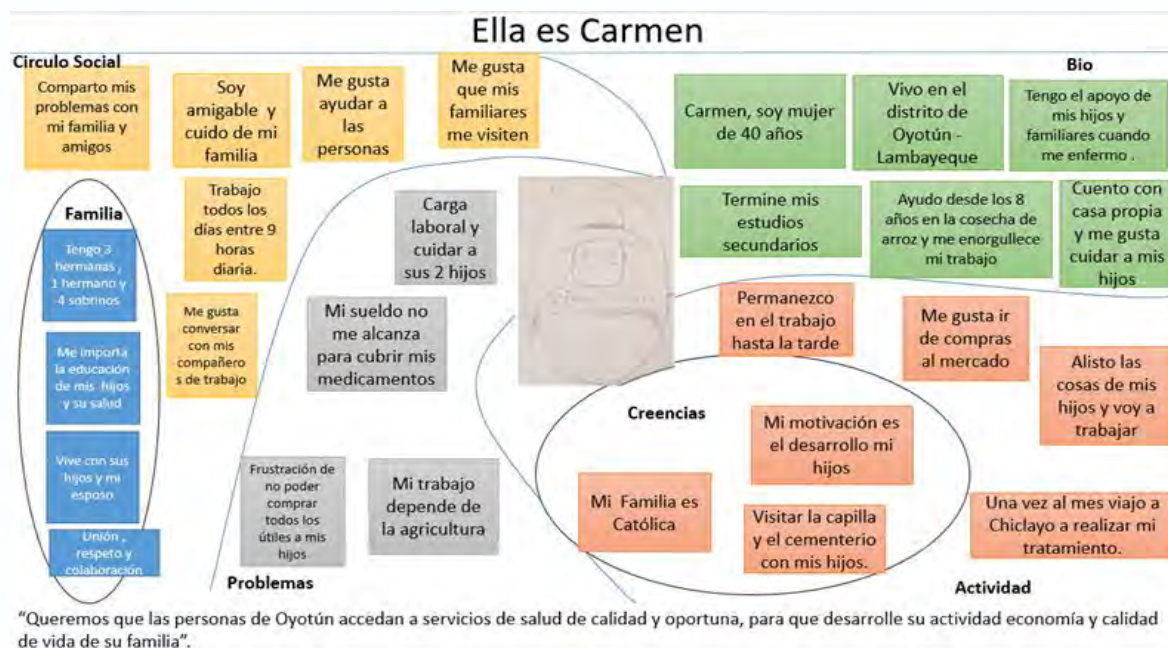 Ella es Carmen
Circulo Social
Comparto mis
problemas con
mi familia y
amigos
Soy
amigable y
cuido de mi
familia
Me gusta
ayudar a
las
personas
Me gusta
que mis
familiares
me visiten
Trabajo
todos los
días entre 9
horas
diaria.
Me gusta
conversar
con mis
compañero
s de trabajo
Familia
Tengo 3
hermanas ,
1 hermano y
4 sobrinos
Me importa
la educación
de mis hijos
y su salud
Vive con sus
hijos y mi
esposo
Unión ,
respeto y
colaboración
Carga
laboral y
cuidar a
sus 2 hijos
Mi sueldo no
me alcanza
para cubrir mis
medicamentos
Frustración de
no poder
comprar
todos los
útiles a mis
hijos
Mi trabajo
depende de
la agricultura
Problemas
Bio
Carmen, soy mujer
de 40 años
Vivo en el
distrito de
Oyotún -
Lambayeque
Tengo el apoyo de
mis hijos y
familiares cuando
me enfermo .
Termine mis
estudios
secundarios
Ayudo desde los 8
años en la cosecha de
arroz y me enorgullece
mi trabajo
Cuento con
casa propia
y me gusta
cuidar a mis
hijos
Permanezco
en el trabajo
hasta la tarde
Me gusta ir
de compras
al mercado
Alisto las
cosas de mis
hijos y voy a
trabajar
Creencias
Mi motivación es
el desarrollo mi
hijos
Mi Familia es
Católica
Visitar la capilla
y el cementerio
con mis hijos.
Una vez al mes viajo a
Chiclayo a realizar mi
tratamiento.
Actividad
"Queremos que las personas de Oyotún accedan a servicios de salud de calidad y oportuna, para que desarrolle su actividad economía y calidad
de vida de su familia".